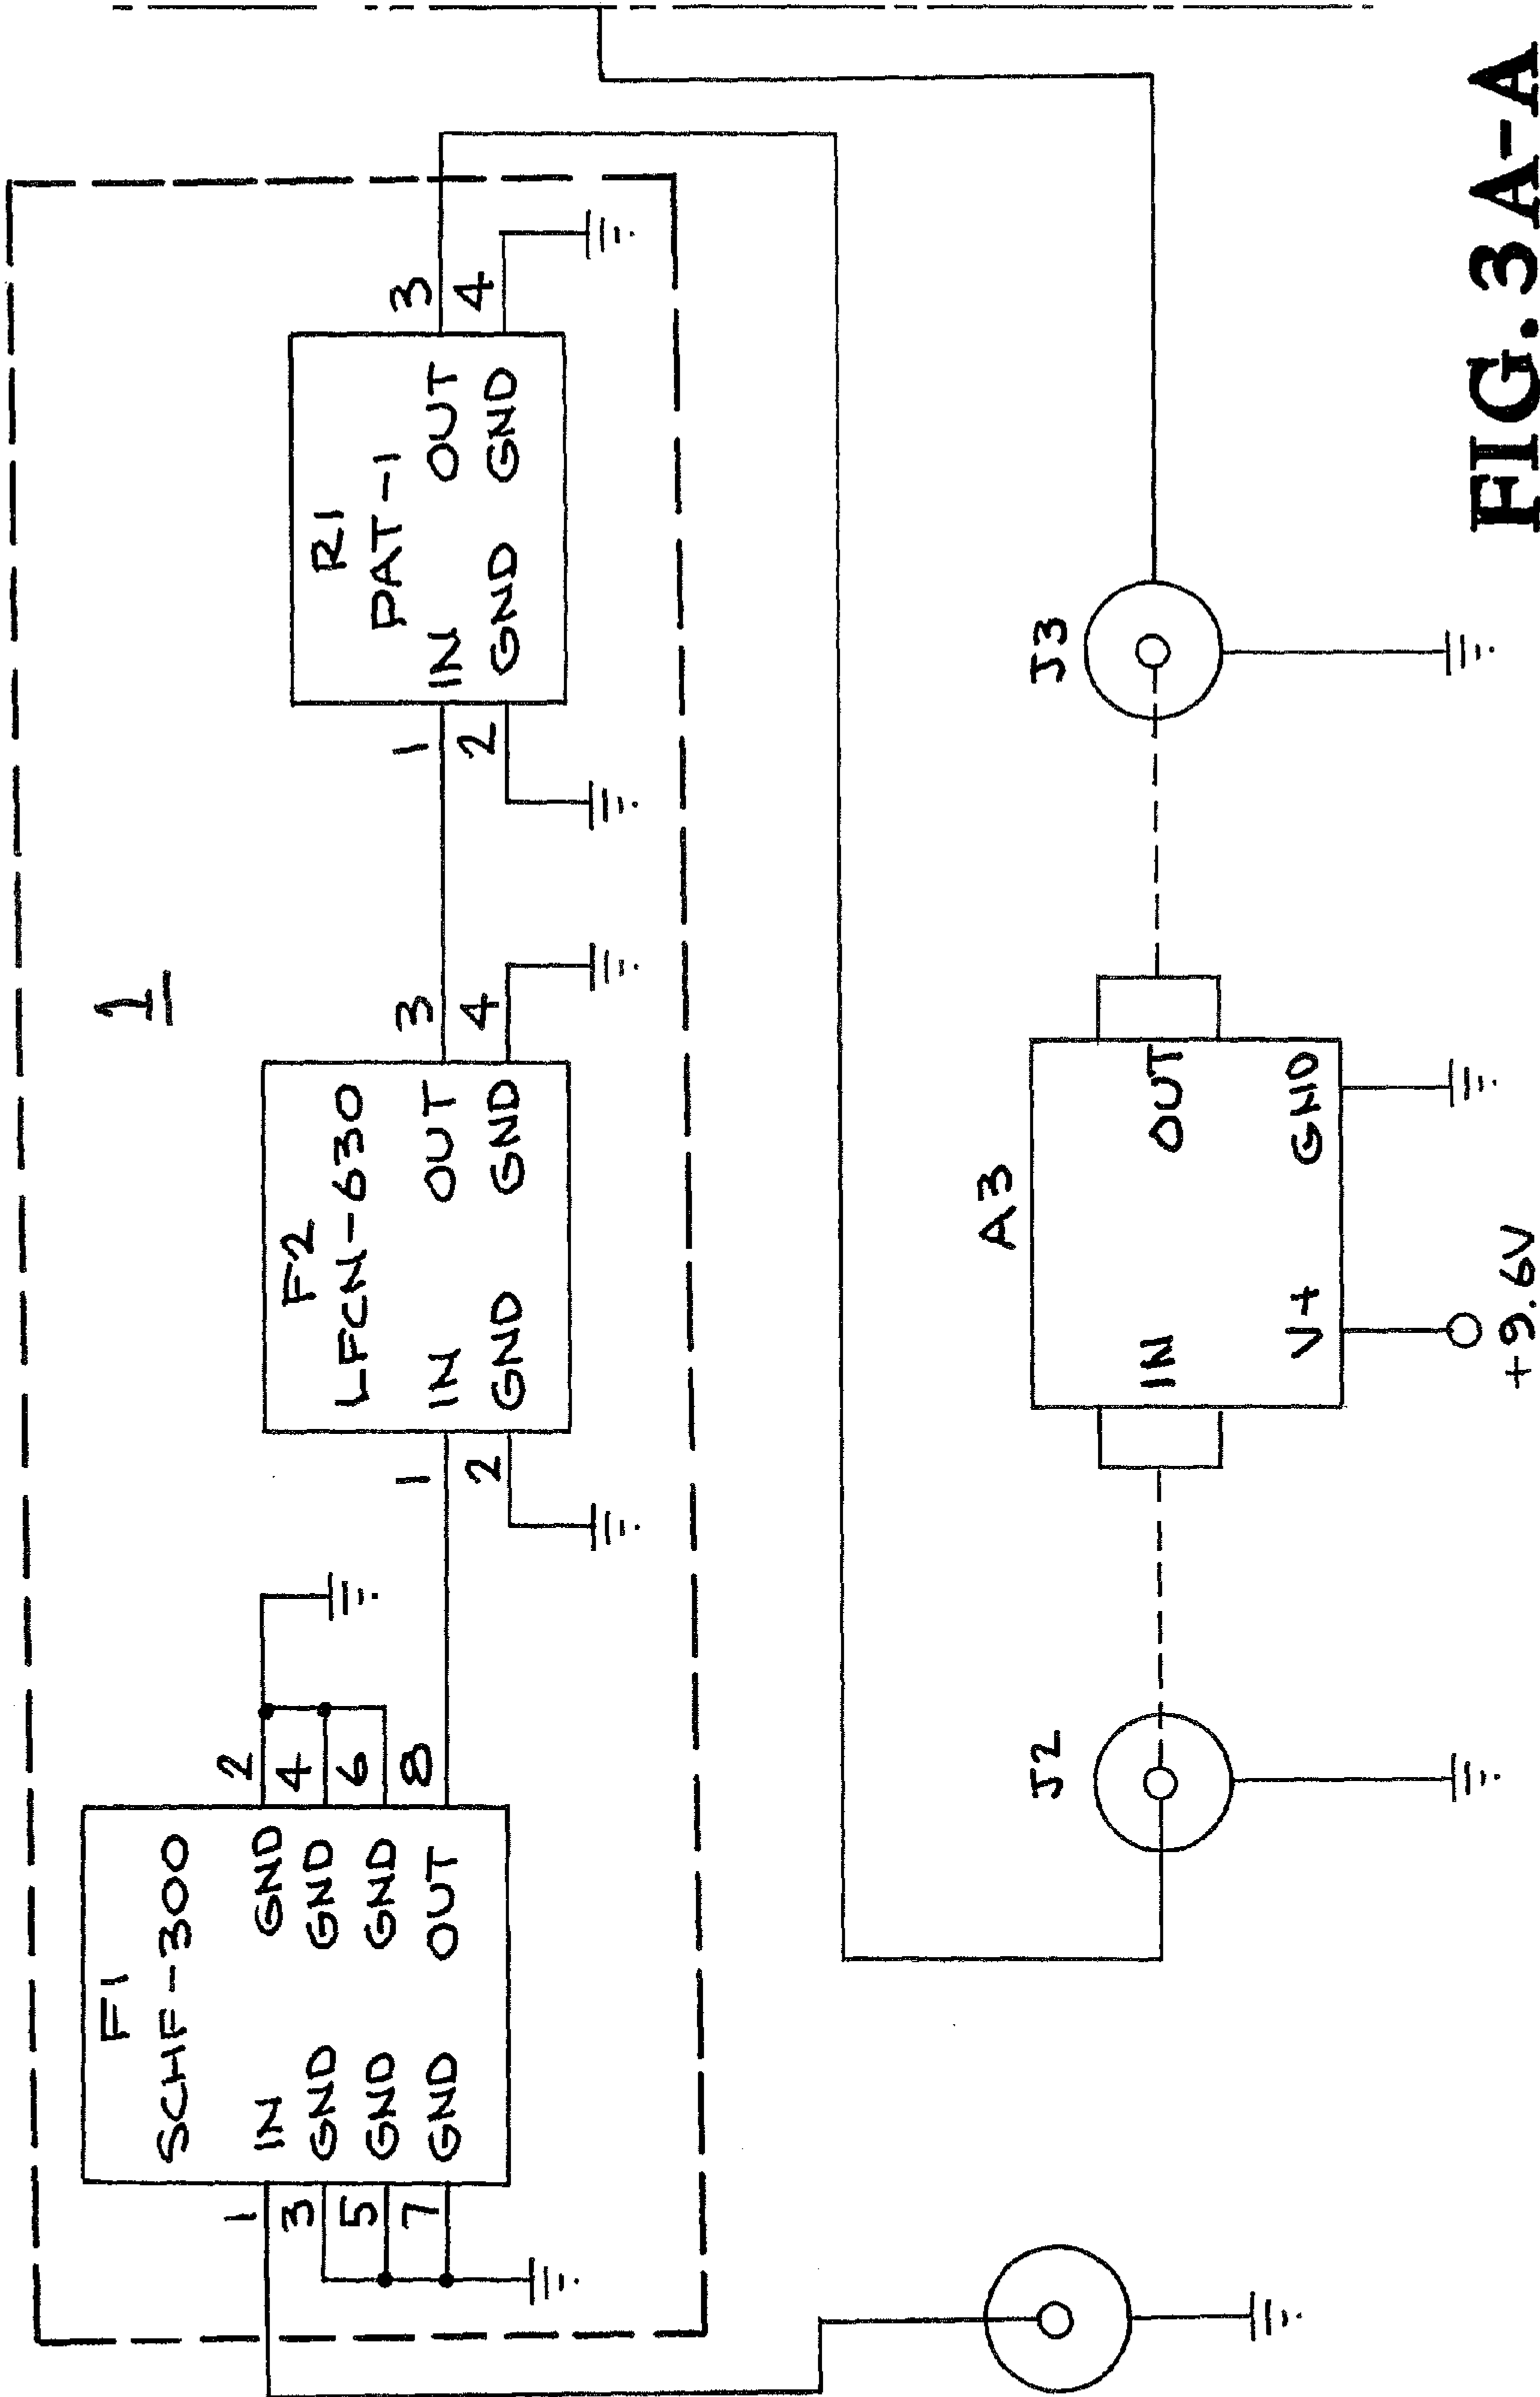 1
F1
SCHF-300
1 IN GND 2
3 GND GND 4
5 GND GND 6
7 GND OUT 8
F2
LFCN-630
1 IN OUT 3
2 GND GND 4
R1
PAT-1
1 IN OUT 3
2 GND GND 4
J2
A3
IN OUT
V+ GND
+9.6V
J3
FIG.3A-A